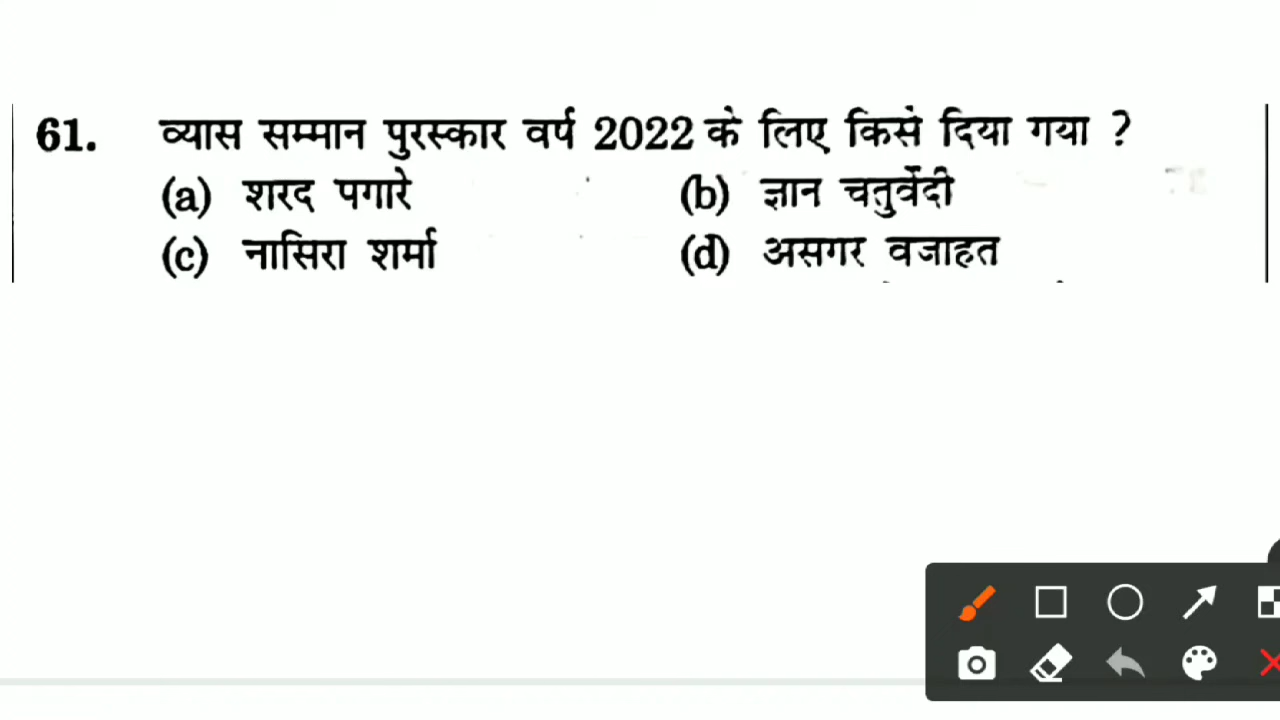 61. व्यास सम्मान पुरस्कार वर्ष 2022 के लिए किसे दिया गया ?
(a) शरद पगारे (b) ज्ञान चतुर्वेदी
(c) नासिरा शर्मा (d) असगर वजाहत